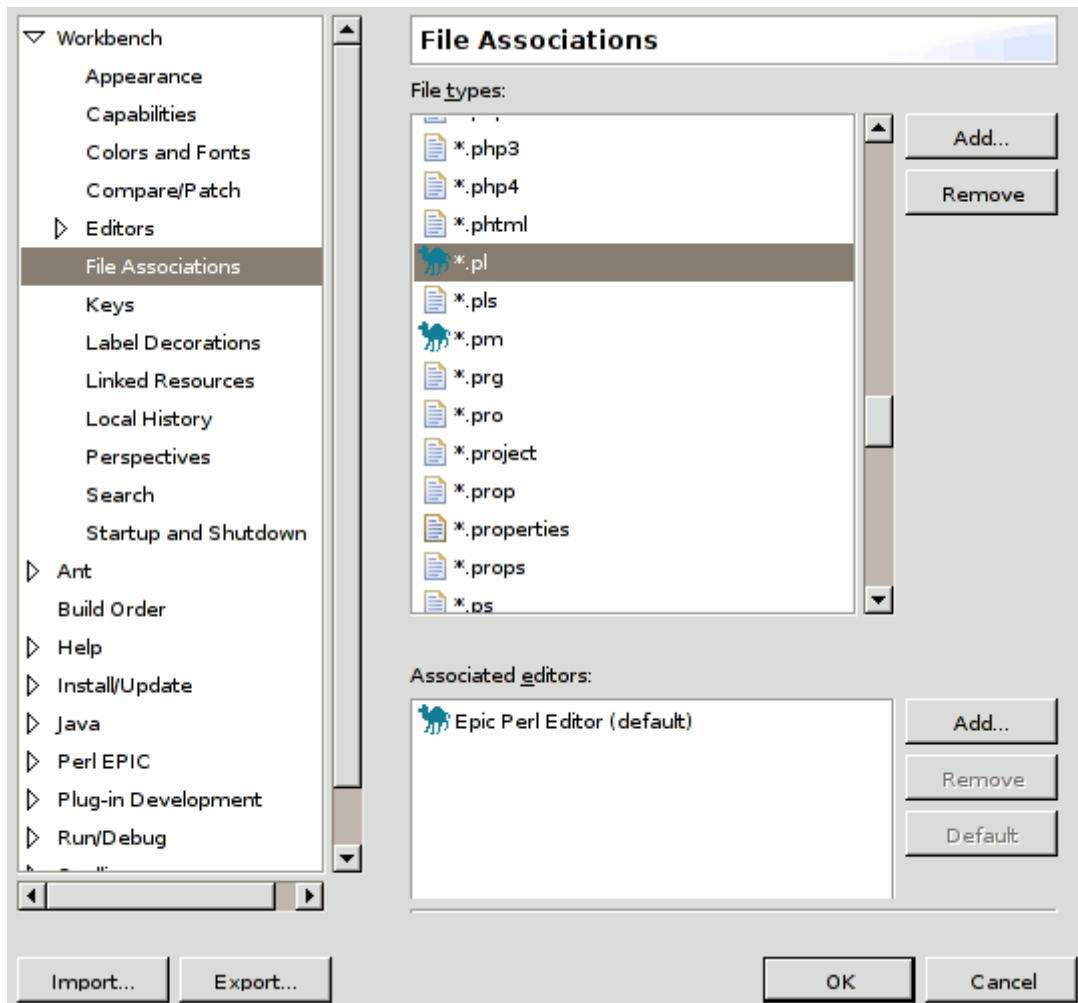 Workbench
Appearance
Capabilities
Colors and Fonts
Compare/Patch
Editors
File Associations
Keys
Label Decorations
Linked Resources
Local History
Perspectives
Search
Startup and Shutdown
Ant
Build Order
Help
Install/Update
Java
Perl EPIC
Plug-in Development
Run/Debug
Import...
Export...
File Associations
File types:
*.php3
*.php4
*.phtml
*.pl
*.pls
*.pm
*.prg
*.pro
*.project
*.prop
*.properties
*.props
*.ps
Add...
Remove
Associated editors:
Epic Perl Editor (default)
Add...
Remove
Default
OK
Cancel